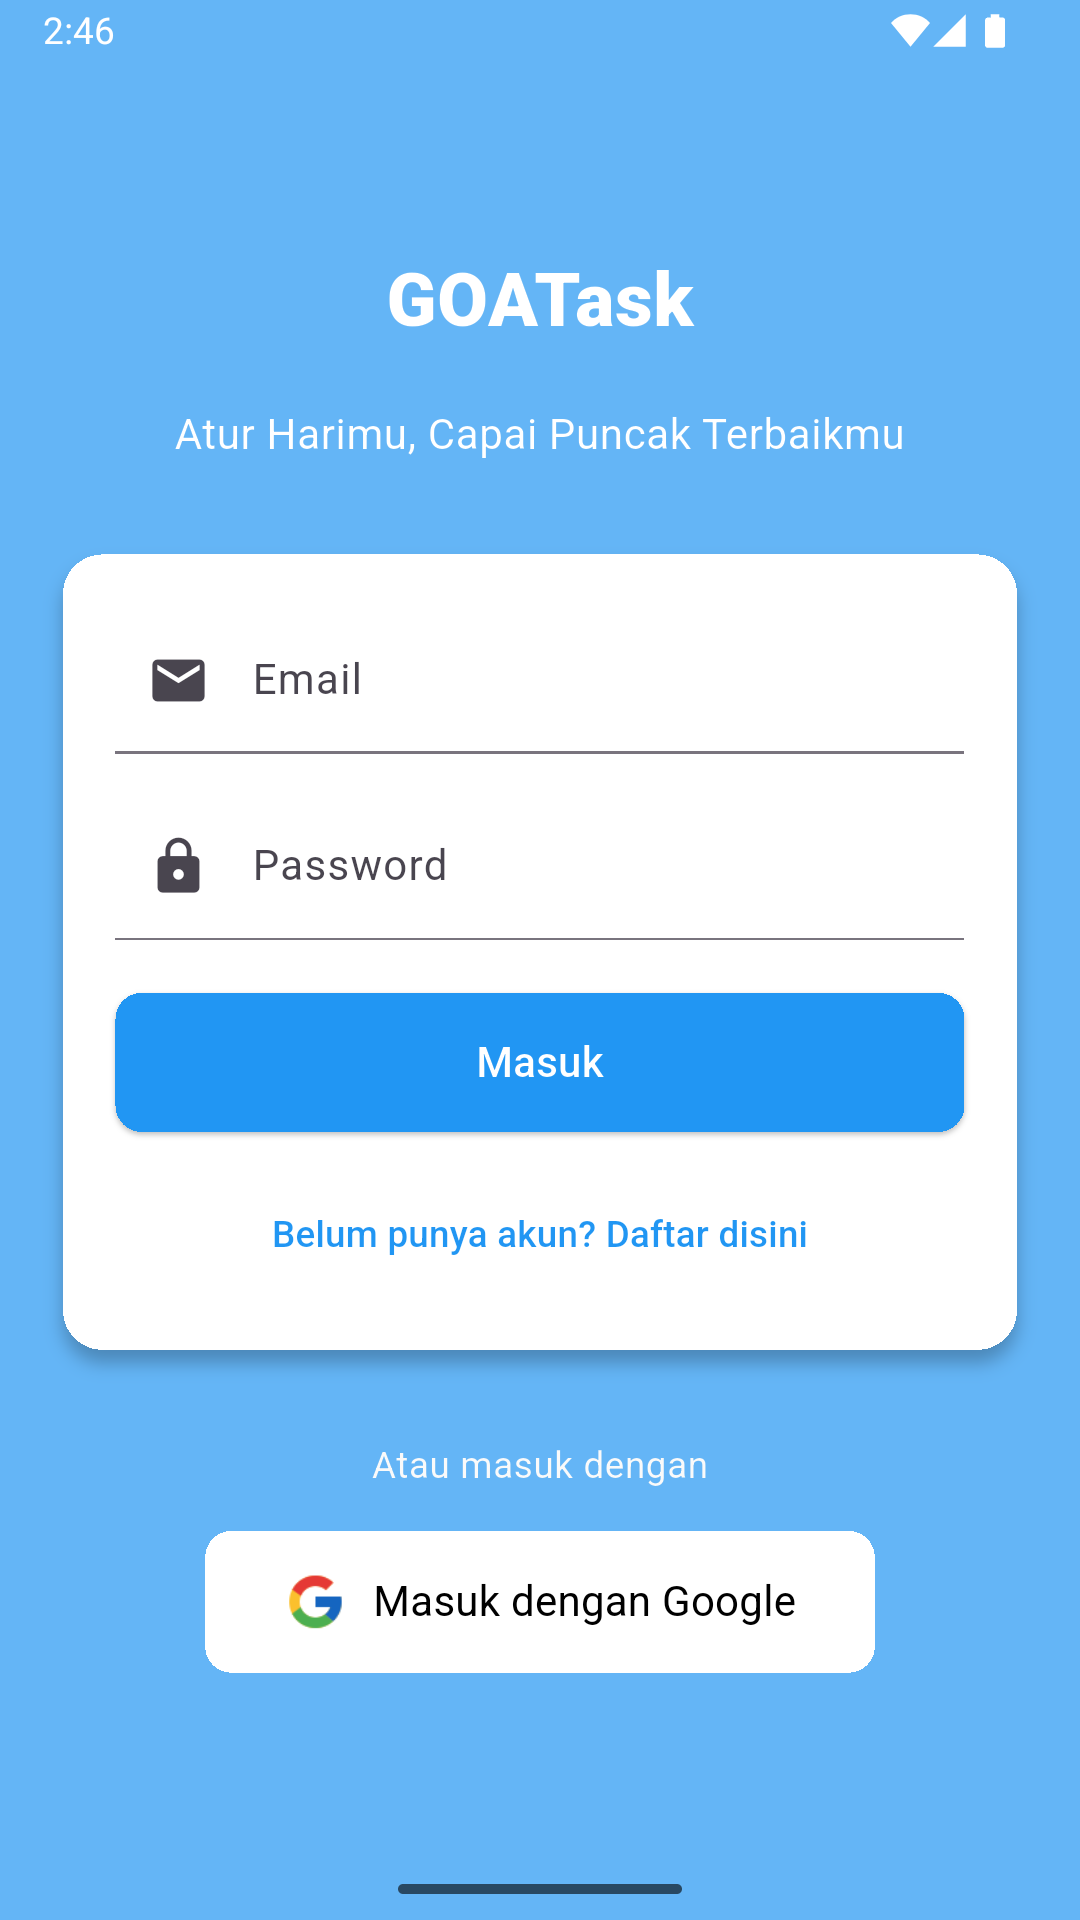 2:46
GOATask
Atur Harimu, Capai Puncak Terbaikmu
Email
Password
Masuk
Belum punya akun? Daftar disini
Atau masuk dengan
Masuk dengan Google